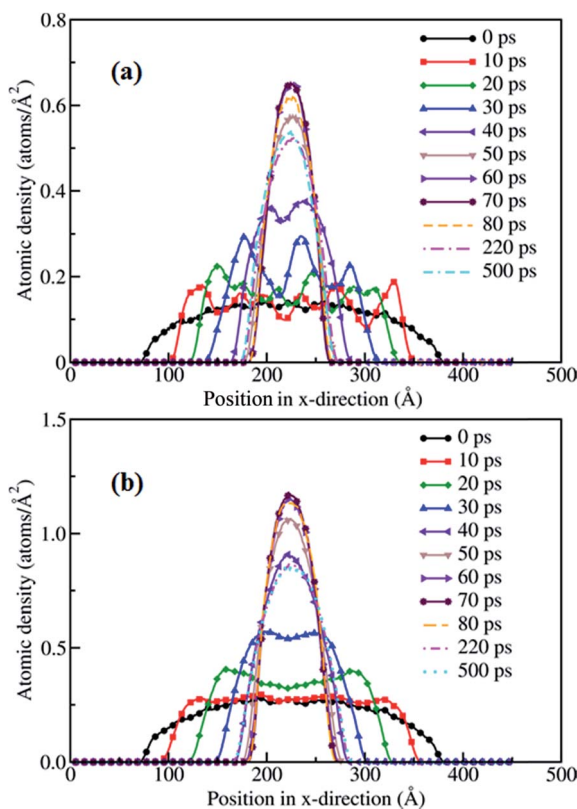 (a)
Atomic density (atoms/Å²)
0.8
0.6
0.4
0.2
0
0 ps
10 ps
20 ps
30 ps
40 ps
50 ps
60 ps
70 ps
80 ps
220 ps
500 ps
0 100 200 300 400 500
Position in x-direction (Å)
(b)
Atomic density (atoms/Å²)
1.5
1.0
0.5
0.0
0 ps
10 ps
20 ps
30 ps
40 ps
50 ps
60 ps
70 ps
80 ps
220 ps
500 ps
0 100 200 300 400 500
Position in x-direction (Å)